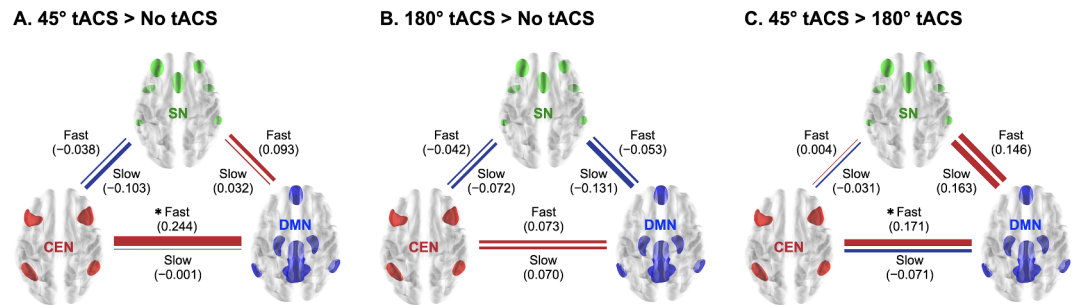 A. 45° tACS > No tACS
SN
Fast
(−0.038)
Slow
(−0.103)
Fast
(0.093)
Slow
(0.032)
CEN
* Fast
(0.244)
Slow
(−0.001)
DMN
B. 180° tACS > No tACS
SN
Fast
(−0.042)
Slow
(−0.072)
Fast
(−0.053)
Slow
(−0.131)
CEN
Fast
(0.073)
Slow
(0.070)
DMN
C. 45° tACS > 180° tACS
SN
Fast
(0.004)
Slow
(−0.031)
Fast
(0.146)
Slow
(0.163)
CEN
* Fast
(0.171)
Slow
(−0.071)
DMN